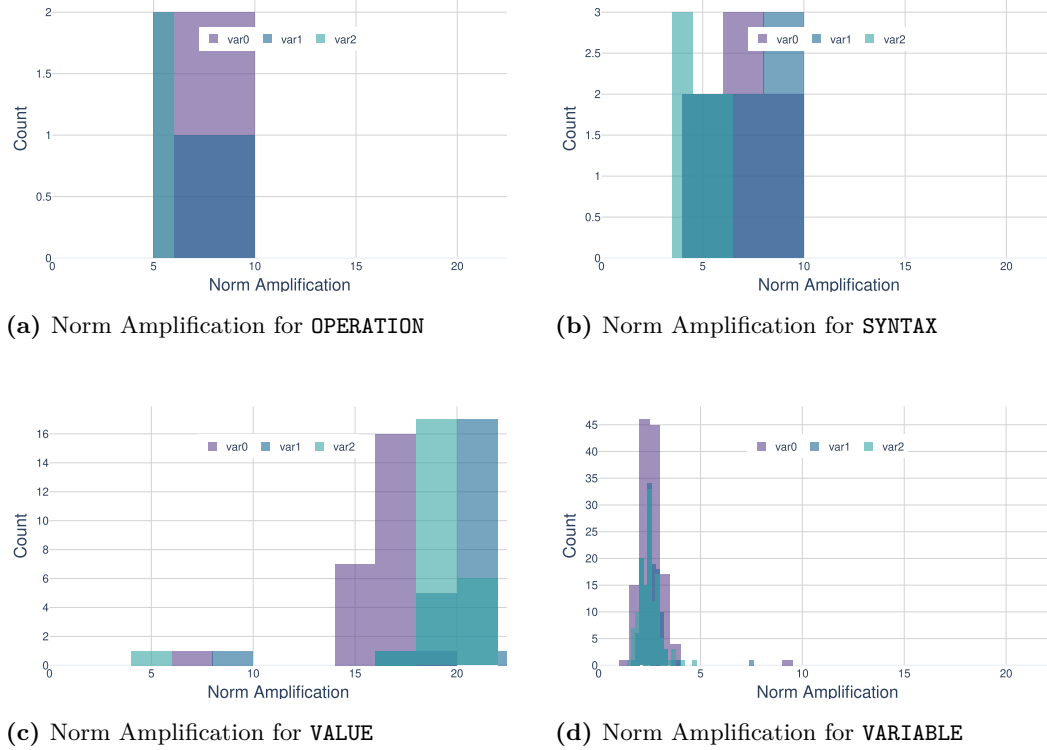 2
1.5
1
0.5
0
Count
var0 var1 var2
0 5 10 15 20
Norm Amplification
(a) Norm Amplification for OPERATION
3
2.5
2
1.5
1
0.5
0
Count
var0 var1 var2
0 5 10 15 20
Norm Amplification
(b) Norm Amplification for SYNTAX
16
14
12
10
8
6
4
2
0
Count
var0 var1 var2
0 5 10 15 20
Norm Amplification
(c) Norm Amplification for VALUE
45
40
35
30
25
20
15
10
5
0
Count
var0 var1 var2
0 5 10 15 20
Norm Amplification
(d) Norm Amplification for VARIABLE